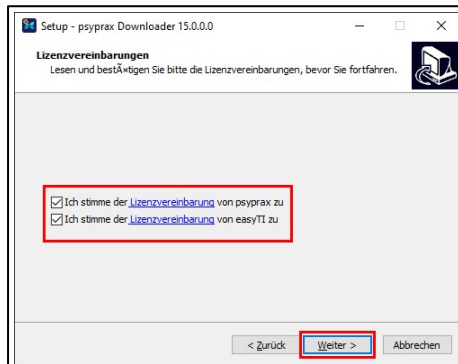 Setup - psyprax Downloader 15.0.0.0
Lizenzvereinbarungen
Lesen und bestÃ¤tigen Sie bitte die Lizenzvereinbarungen, bevor Sie fortfahren.
Ich stimme der Lizenzvereinbarung von psyprax zu
Ich stimme der Lizenzvereinbarung von easyTI zu
< Zurück Weiter > Abbrechen